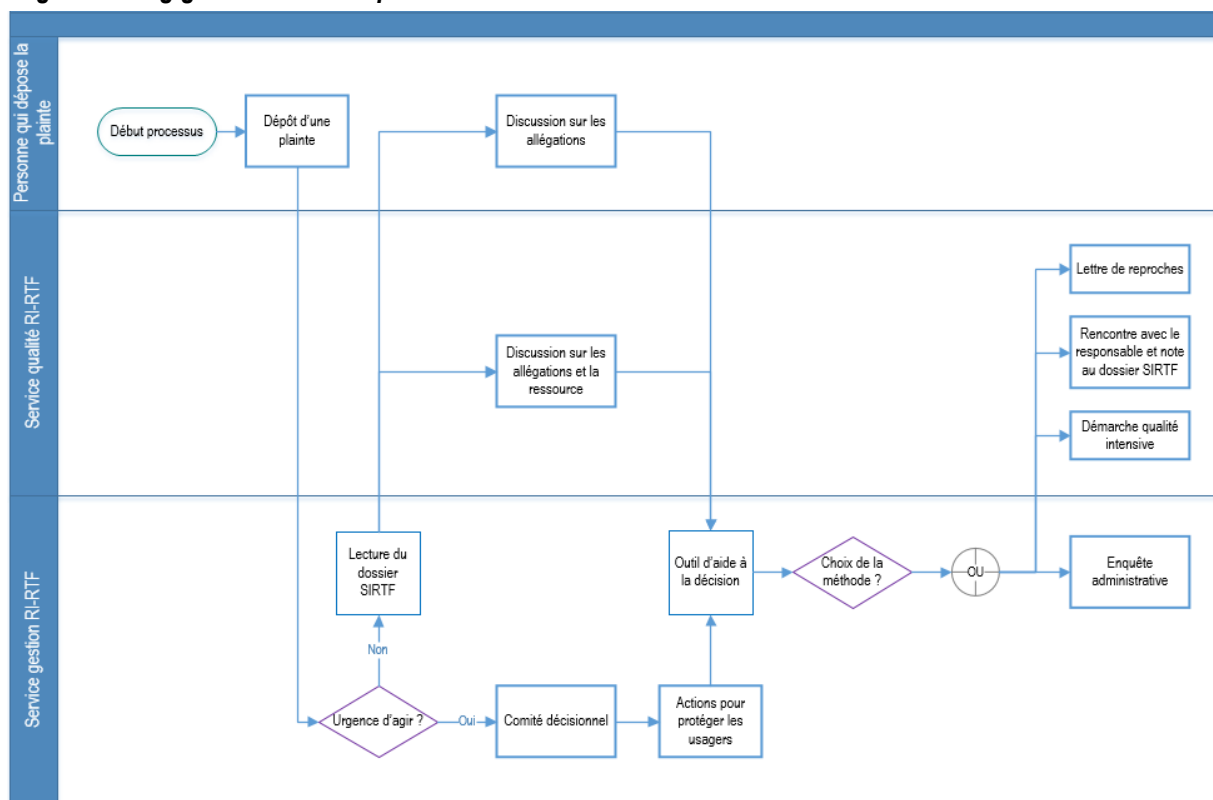 Personne qui dépose la
plainte
Début processus
Dépôt d'une
plainte
Discussion sur les
allégations
Service qualité RI-RTF
Discussion sur les
allégations et la
ressource
Lettre de reproches
Rencontre avec le
responsable et note
au dossier SIRTF
Démarche qualité
intensive
Service gestion RI-RTF
Lecture du
dossier
SIRTF
Outil d'aide à
la décision
Choix de la
méthode ?
OU
Enquête
administrative
Non
Urgence d'agir ?
Oui
Comité décisionnel
Actions pour
protéger les
usagers